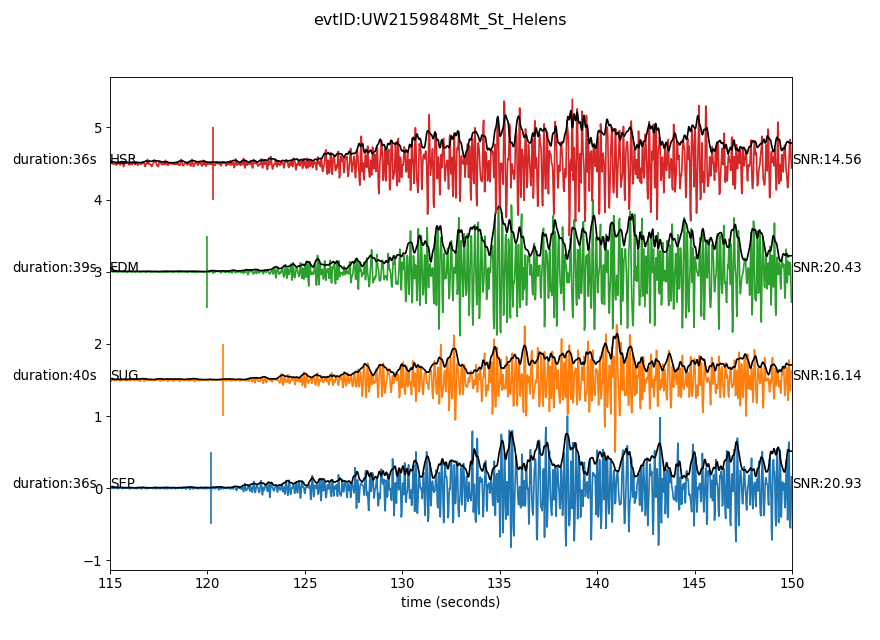 evtID:UW2159848Mt_St_Helens
5
duration:36s HSR SNR:14.56
4
duration:39s 3 EDM SNR:20.43
2
duration:40s SUG SNR:16.14
1
duration:36s 0 SEP SNR:20.93
−1
115 120 125 130 135 140 145 150
time (seconds)